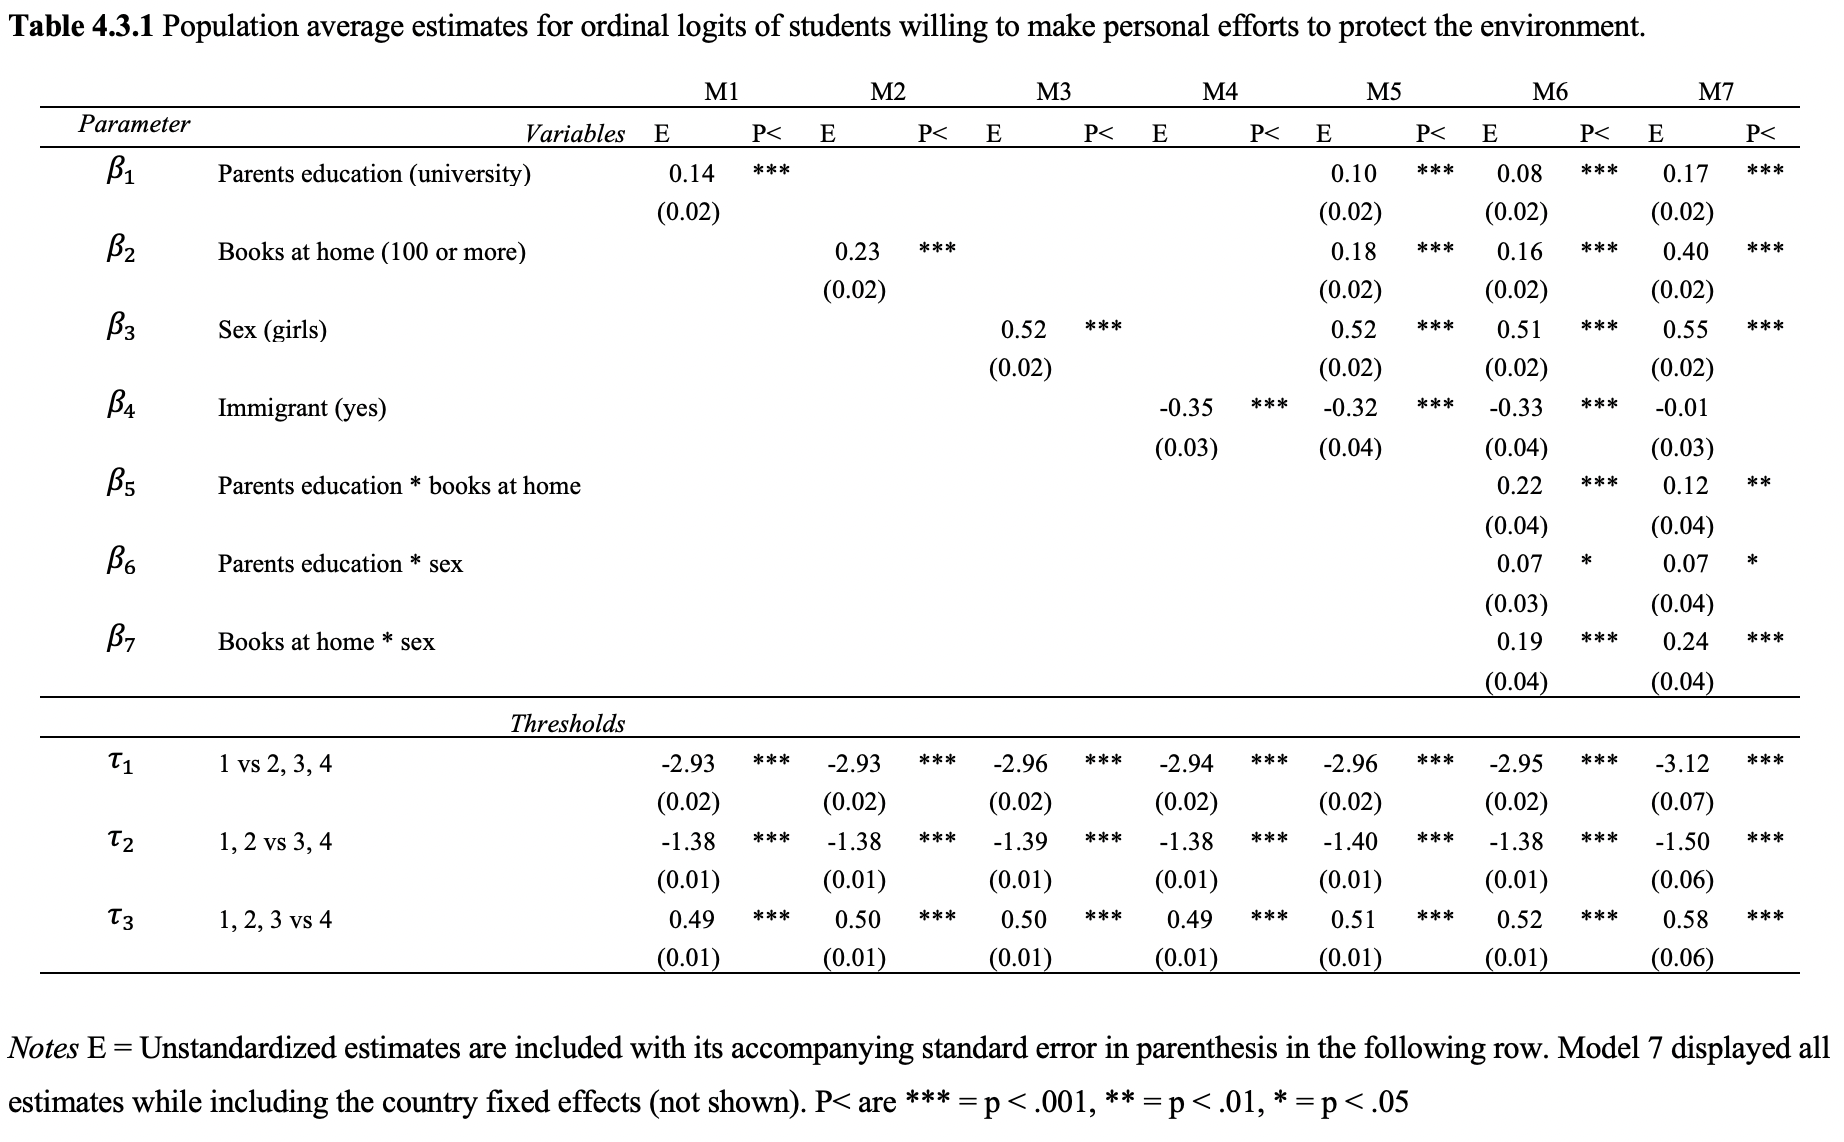 Table 4.3.1 Population average estimates for ordinal logits of students willing to make personal efforts to protect the environment.
M1 M2 M3 M4 M5 M6 M7
Parameter Variables E P< E P< E P< E P< E P< E P< E P<
β1 Parents education (university) 0.14 *** 0.10 *** 0.08 *** 0.17 ***
(0.02) (0.02) (0.02) (0.02)
β2 Books at home (100 or more) 0.23 *** 0.18 *** 0.16 *** 0.40 ***
(0.02) (0.02) (0.02) (0.02)
β3 Sex (girls) 0.52 *** 0.52 *** 0.51 *** 0.55 ***
(0.02) (0.02) (0.02) (0.02)
β4 Immigrant (yes) -0.35 *** -0.32 *** -0.33 *** -0.01
(0.03) (0.04) (0.04) (0.03)
β5 Parents education * books at home 0.22 *** 0.12 **
(0.04) (0.04)
β6 Parents education * sex 0.07 * 0.07 *
(0.03) (0.04)
β7 Books at home * sex 0.19 *** 0.24 ***
(0.04) (0.04)
Thresholds
τ1 1 vs 2, 3, 4 -2.93 *** -2.93 *** -2.96 *** -2.94 *** -2.96 *** -2.95 *** -3.12 ***
(0.02) (0.02) (0.02) (0.02) (0.02) (0.02) (0.07)
τ2 1, 2 vs 3, 4 -1.38 *** -1.38 *** -1.39 *** -1.38 *** -1.40 *** -1.38 *** -1.50 ***
(0.01) (0.01) (0.01) (0.01) (0.01) (0.01) (0.06)
τ3 1, 2, 3 vs 4 0.49 *** 0.50 *** 0.50 *** 0.49 *** 0.51 *** 0.52 *** 0.58 ***
(0.01) (0.01) (0.01) (0.01) (0.01) (0.01) (0.06)
Notes E = Unstandardized estimates are included with its accompanying standard error in parenthesis in the following row. Model 7 displayed all
estimates while including the country fixed effects (not shown). P< are *** = p < .001, ** = p < .01, * = p < .05